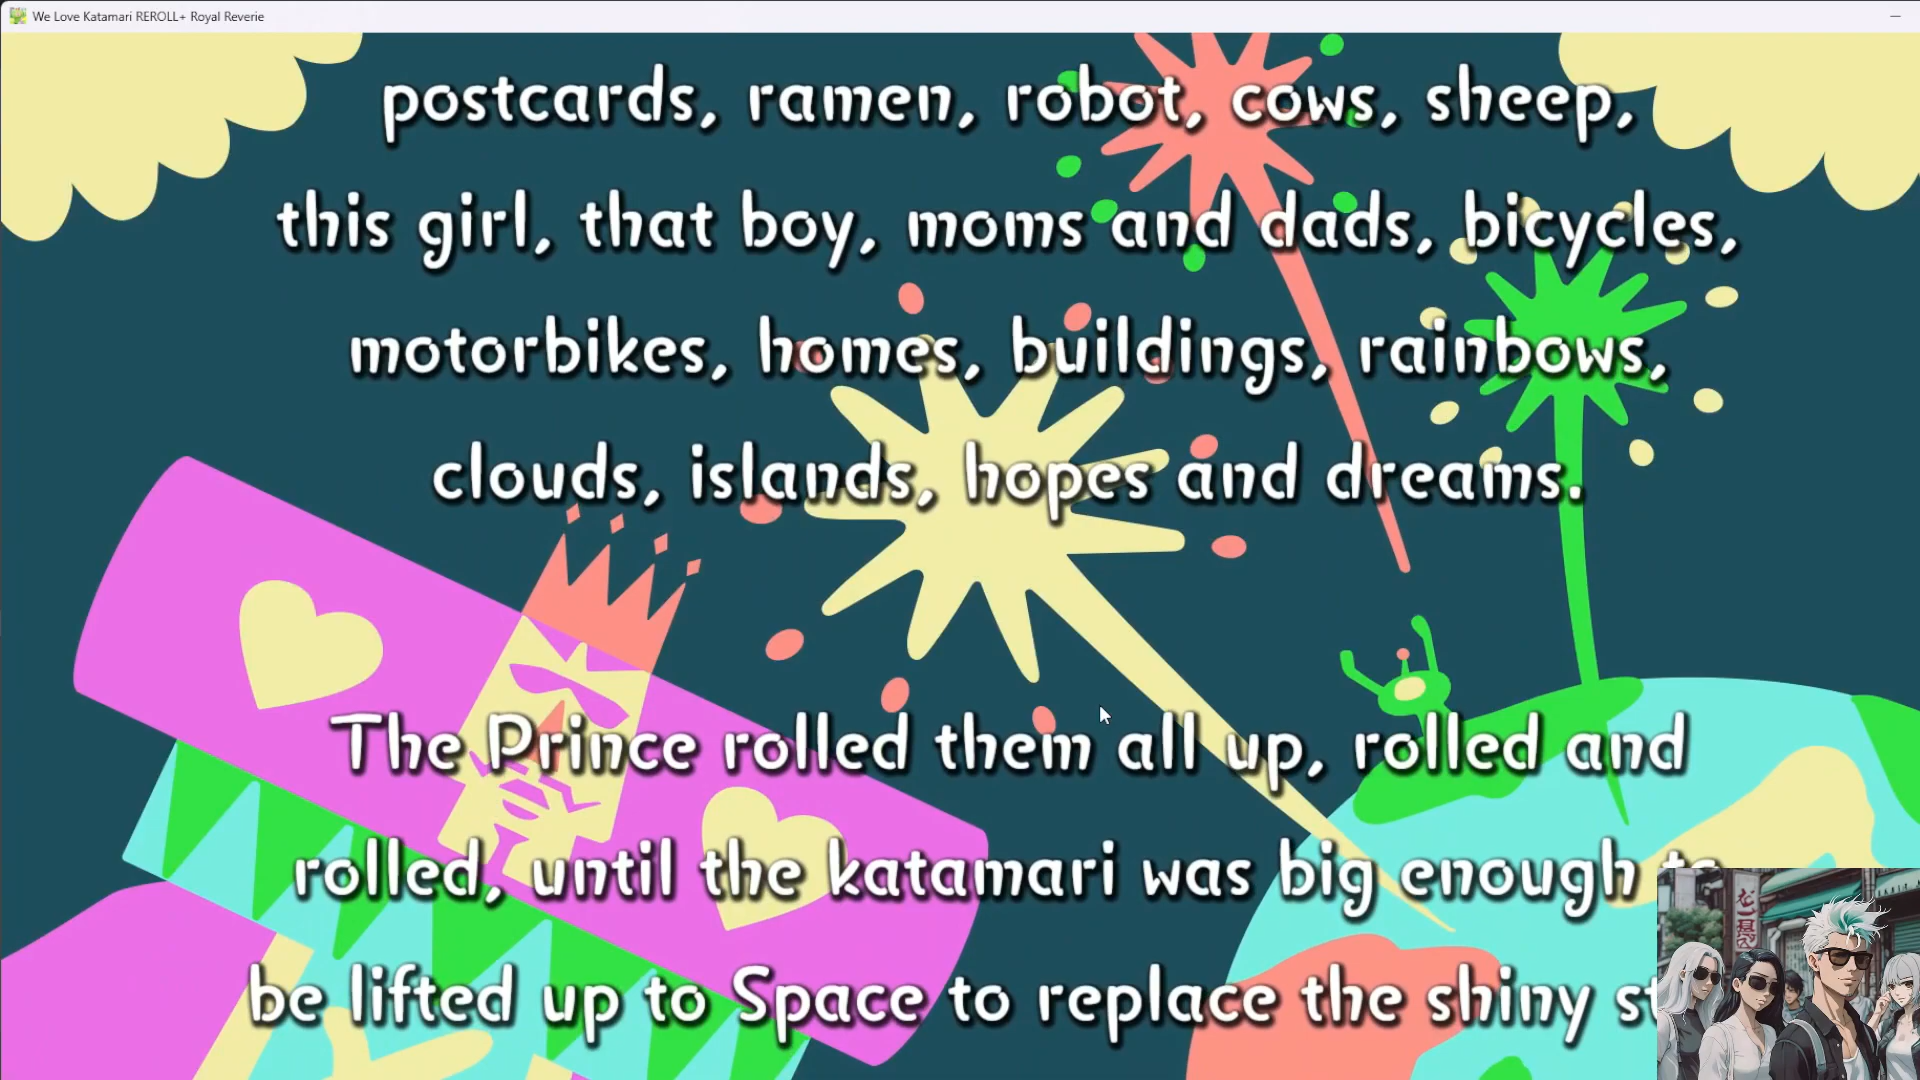 We Love Katamari REROLL+ Royal Reverie
postcards, ramen, robot, cows, sheep,
this girl, that boy, moms and dads, bicycles,
motorbikes, homes, buildings, rainbows,
clouds, islands, hopes and dreams.
The Prince rolled them all up, rolled and
rolled, until the katamari was big enough to
be lifted up to Space to replace the shiny